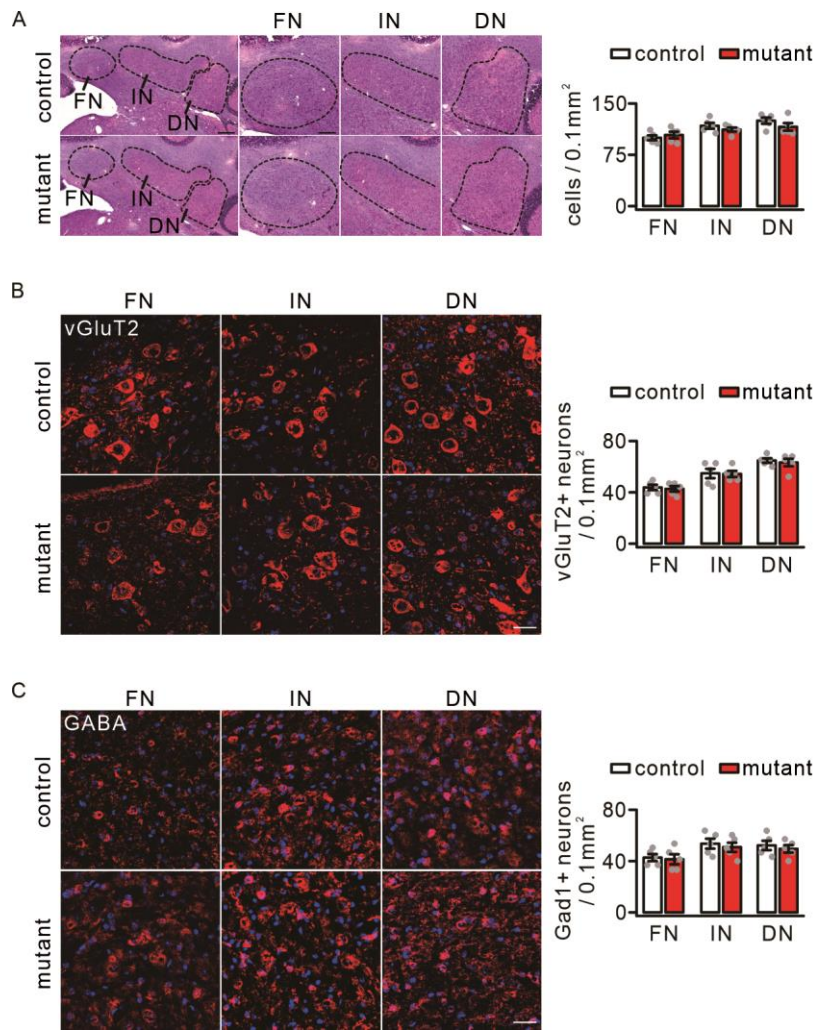 A
FN IN DN
control
FN
IN
DN
mutant
FN
IN
DN
control mutant
cells / 0.1mm²
150
75
0
FN IN DN
B
FN IN DN
vGluT2
control
mutant
control mutant
vGluT2+ neurons
/ 0.1mm²
80
40
0
FN IN DN
C
FN IN DN
GABA
control
mutant
control mutant
Gad1+ neurons
/ 0.1mm²
80
40
0
FN IN DN